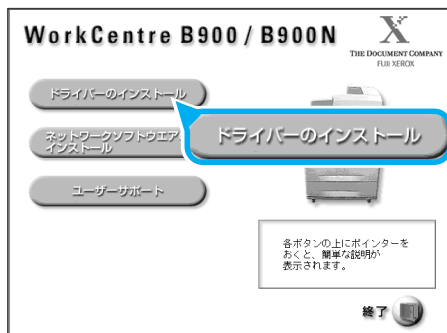 WorkCentre B900 / B900N
THE DOCUMENT COMPANY
FUJI XEROX
ドライバーのインストール
ドライバーのインストール
ネットワークソフトウエア
インストール
ユーザーサポート
各ボタンの上にポインターを
おくと、簡単な説明が
表示されます。
終了